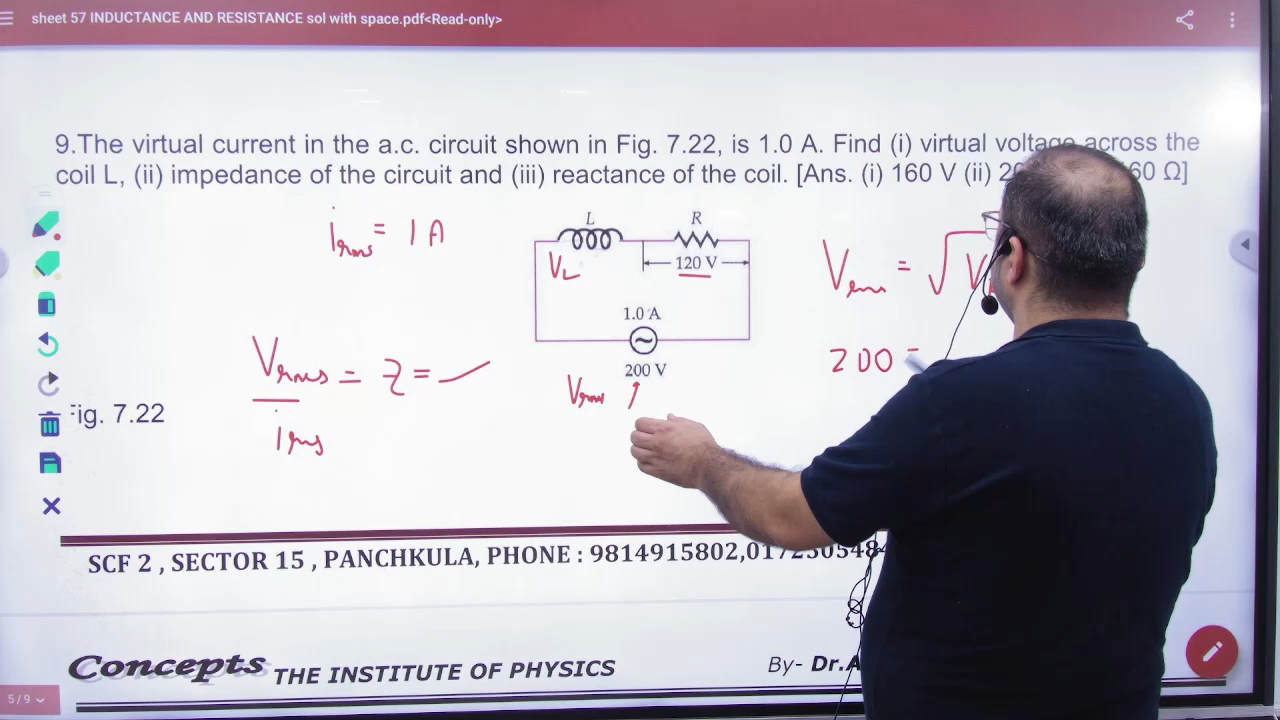 sheet 57 INDUCTANCE AND RESISTANCE sol with space.pdf<Read-only>
9.The virtual current in the a.c. circuit shown in Fig. 7.22, is 1.0 A. Find (i) virtual voltage across the
coil L, (ii) impedance of the circuit and (iii) reactance of the coil. [Ans. (i) 160 V (ii) 60 Ω]
irms = 1 A
L R
VL 120 V
Vrms = √V
1.0 A
200 =
Vrms = Z =
irms
200 V
Vrms
Fig. 7.22
SCF 2 , SECTOR 15 , PANCHKULA, PHONE : 9814915802,
Concepts THE INSTITUTE OF PHYSICS By- Dr.A
5/9